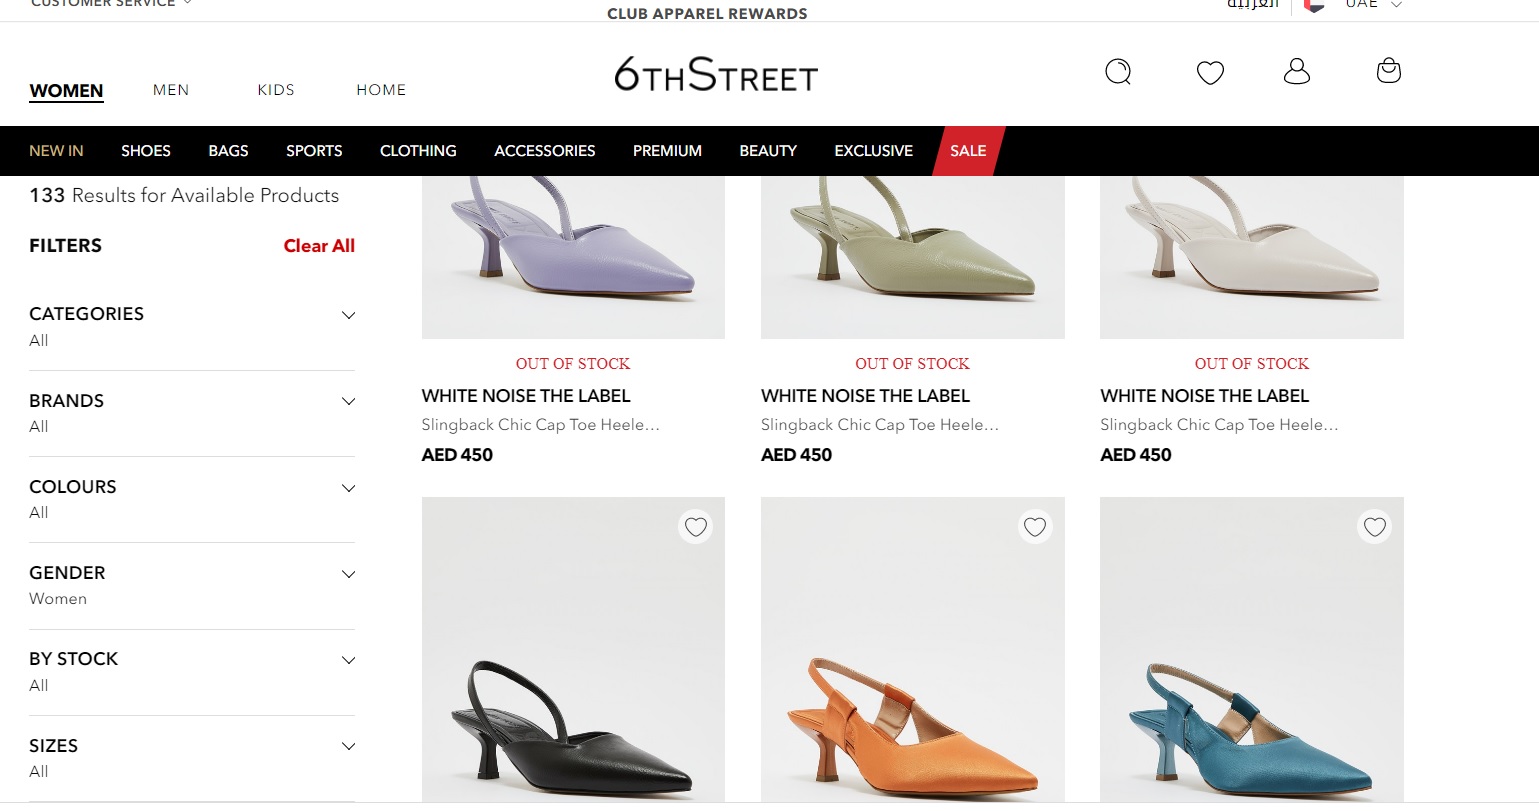 CUSTOMER SERVICE
CLUB APPAREL REWARDS
العربية
UAE
WOMEN
MEN
KIDS
HOME
6THSTREET
NEW IN
SHOES
BAGS
SPORTS
CLOTHING
ACCESSORIES
PREMIUM
BEAUTY
EXCLUSIVE
SALE
133 Results for Available Products
FILTERS
Clear All
CATEGORIES
All
BRANDS
All
COLOURS
All
GENDER
Women
BY STOCK
All
SIZES
All
OUT OF STOCK
WHITE NOISE THE LABEL
Slingback Chic Cap Toe Heele...
AED 450
OUT OF STOCK
WHITE NOISE THE LABEL
Slingback Chic Cap Toe Heele...
AED 450
OUT OF STOCK
WHITE NOISE THE LABEL
Slingback Chic Cap Toe Heele...
AED 450